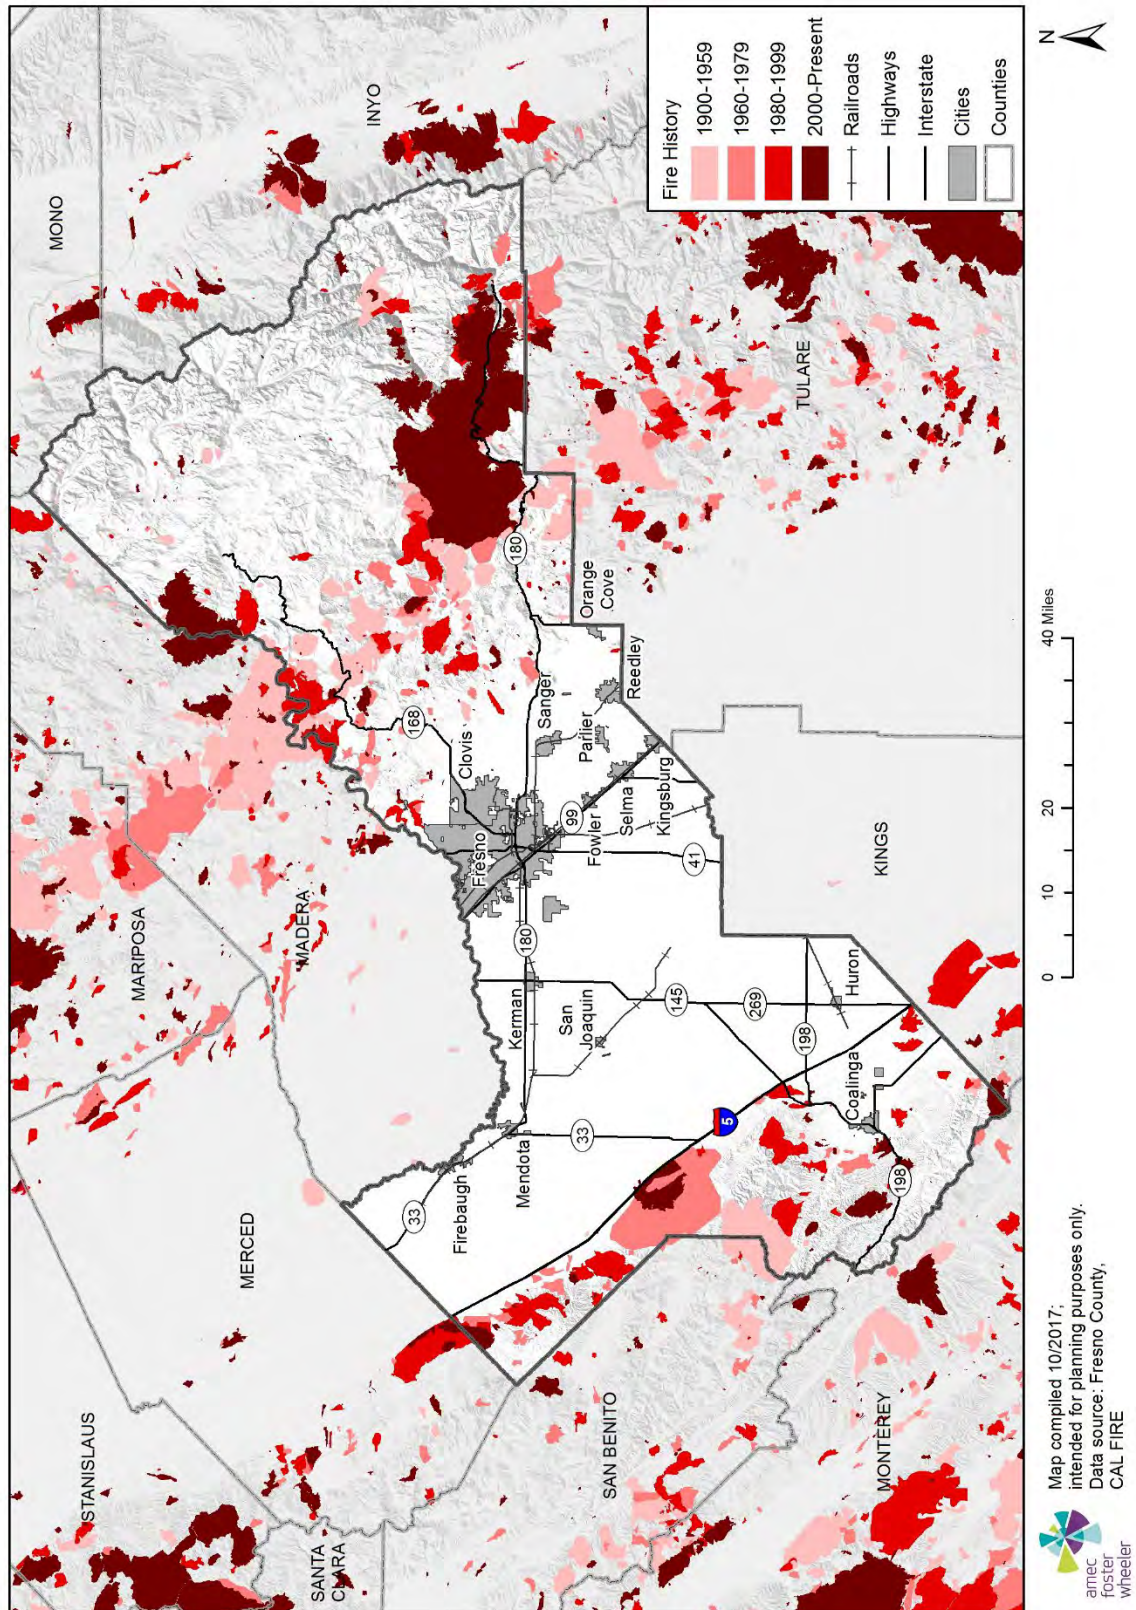 MONO
INYO
STANISLAUS
MARIPOSA
MADERA
MERCED
SANTA
CLARA
SAN BENITO
MONTEREY
KINGS
TULARE
168
Clovis
Fresno
180
33
Firebaugh
Mendota
Kerman
180
Sanger
Orange
Cove
Parlier
Reedley
99
Fowler
Selma
Kingsburg
41
San
Joaquin
33
145
5
269
198
Huron
Coalinga
198
Fire History
1900-1959
1960-1979
1980-1999
2000-Present
Railroads
Highways
Interstate
Cities
Counties
N
0 10 20 40 Miles
amec
foster
wheeler
Map compiled 10/2017;
intended for planning purposes only.
Data source: Fresno County,
CAL FIRE